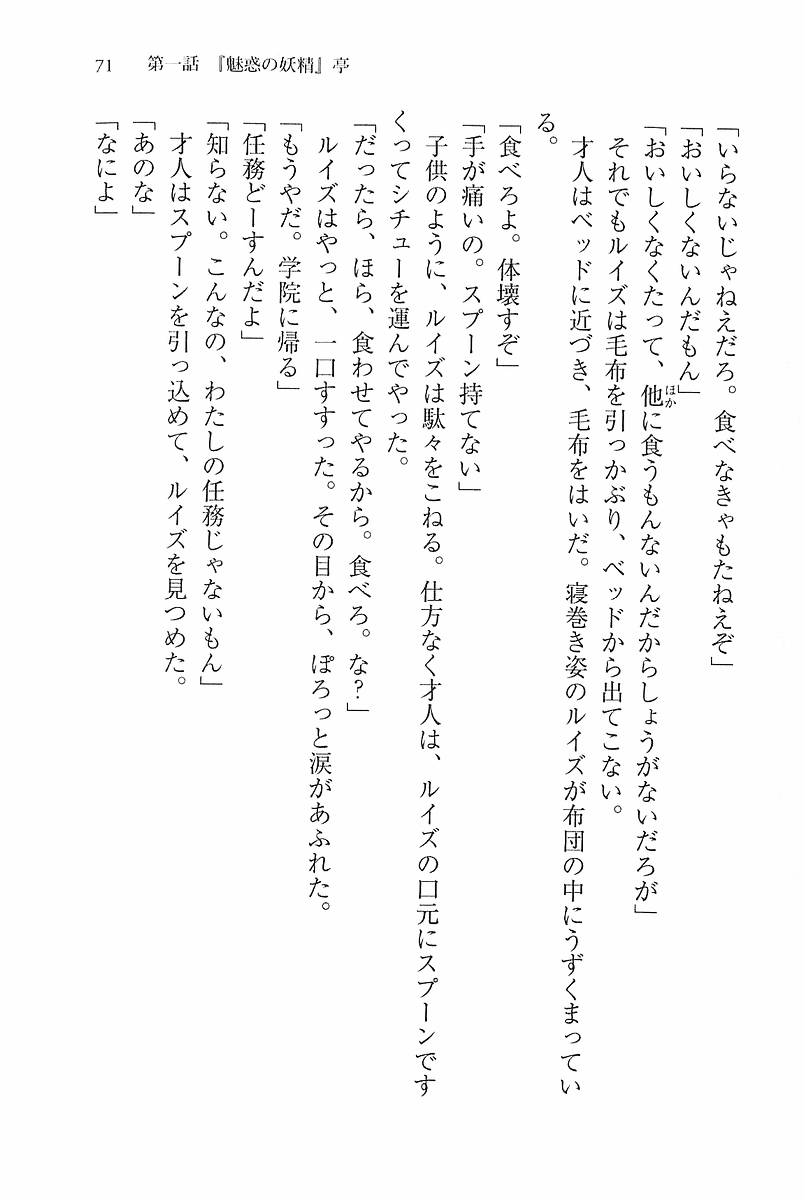 71　第一話　『魅惑の妖精』亭
「いらないじゃねえだろ。食べなきゃもたねえぞ」
「おいしくないんだもん」
「おいしくなくたって、他に食うもんないんだからしょうがないだろが」
ほか
それでもルイズは毛布を引っかぶり、ベッドから出てこない。
才人はベッドに近づき、毛布をはいだ。寝巻き姿のルイズが布団の中にうずくまってい
る。
「食べろよ。体壊すぞ」
「手が痛いの。スプーン持てない」
子供のように、ルイズは駄々をこねる。仕方なく才人は、ルイズの口元にスプーンです
くってシチューを運んでやった。
「だったら、ほら、食わせてやるから。食べろ。な?」
ルイズはやっと、一口すすった。その目から、ぽろっと涙があふれた。
「もうやだ。学院に帰る」
「任務どーすんだよ」
「知らない。こんなの、わたしの任務じゃないもん」
才人はスプーンを引っ込めて、ルイズを見つめた。
「あのな」
「なによ」